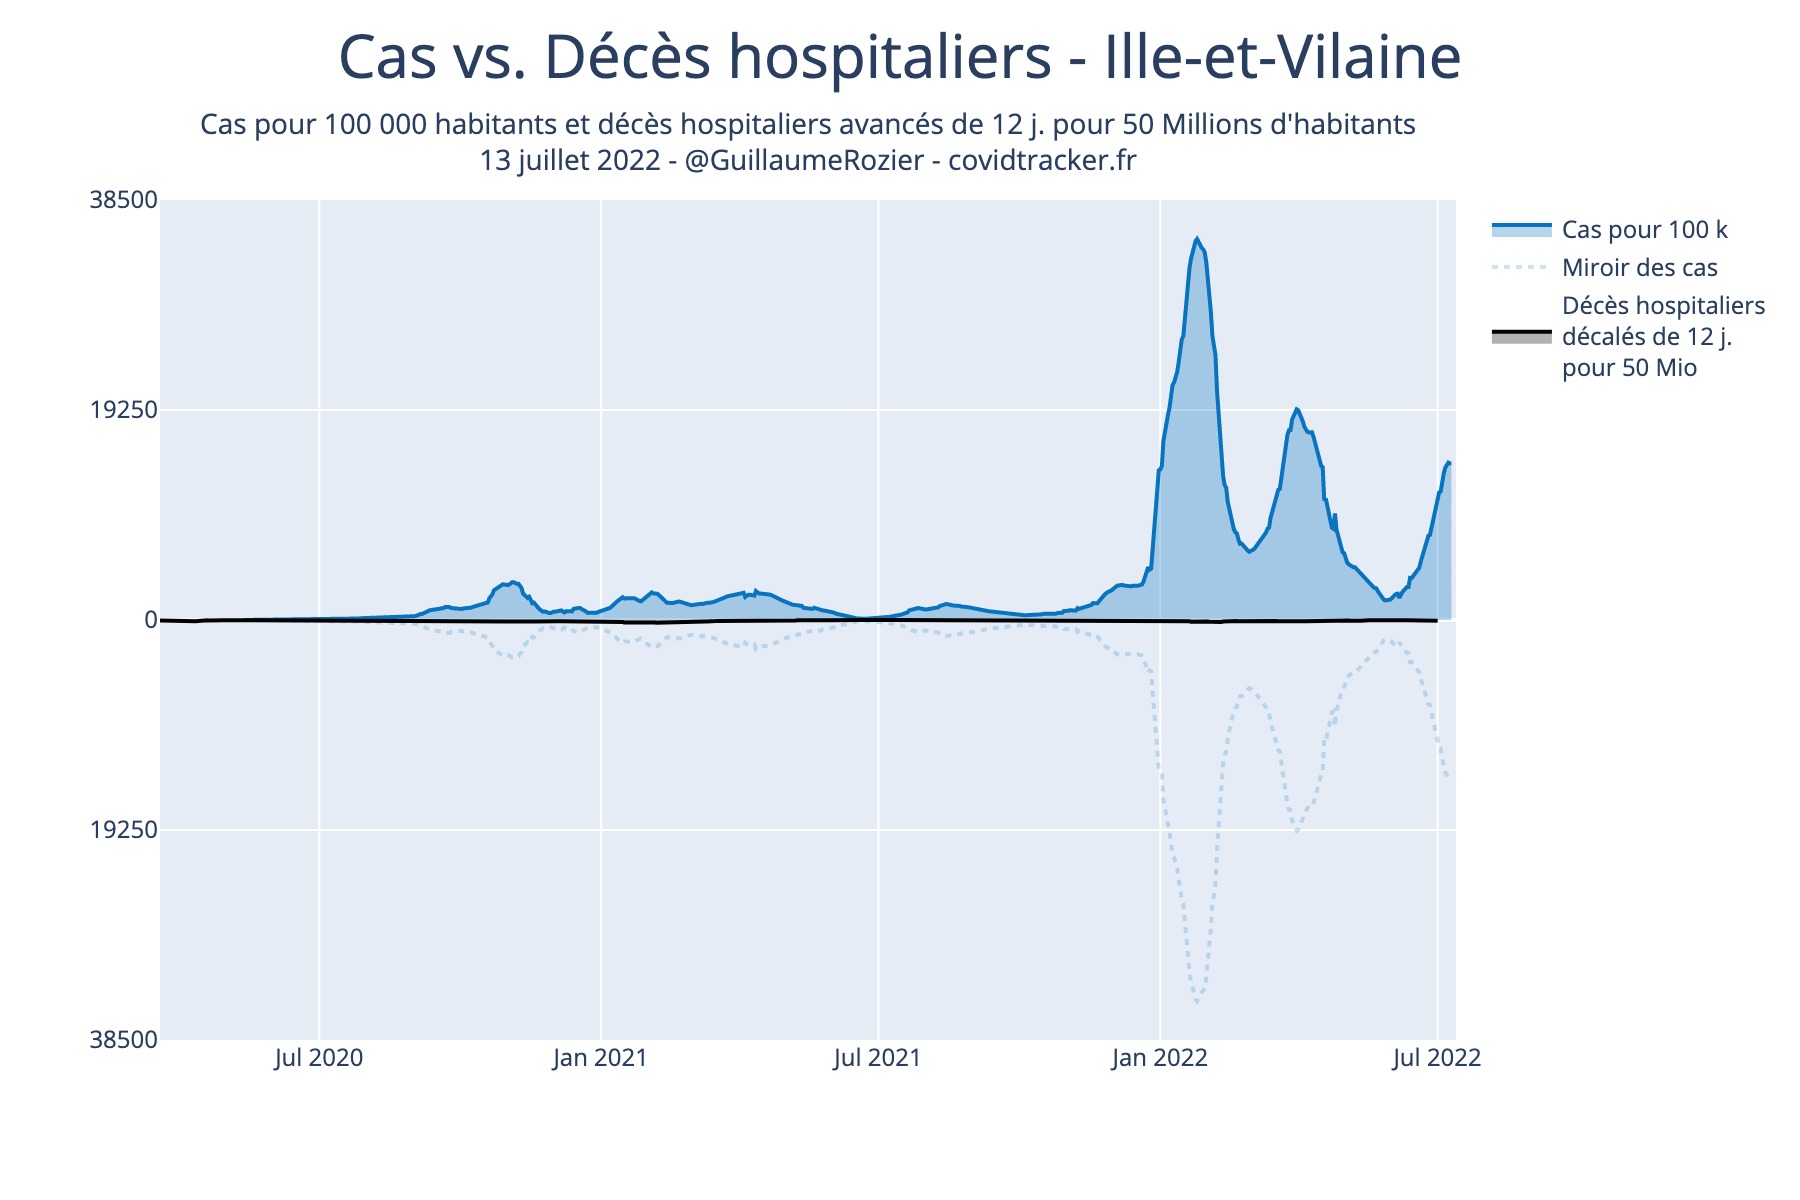 Cas vs. Décès hospitaliers - Ille-et-Vilaine
Cas pour 100 000 habitants et décès hospitaliers avancés de 12 j. pour 50 Millions d'habitants
13 juillet 2022 - @GuillaumeRozier - covidtracker.fr
38500
19250
0
19250
38500
Jul 2020
Jan 2021
Jul 2021
Jan 2022
Jul 2022
Cas pour 100 k
Miroir des cas
Décès hospitaliers
décalés de 12 j.
pour 50 Mio